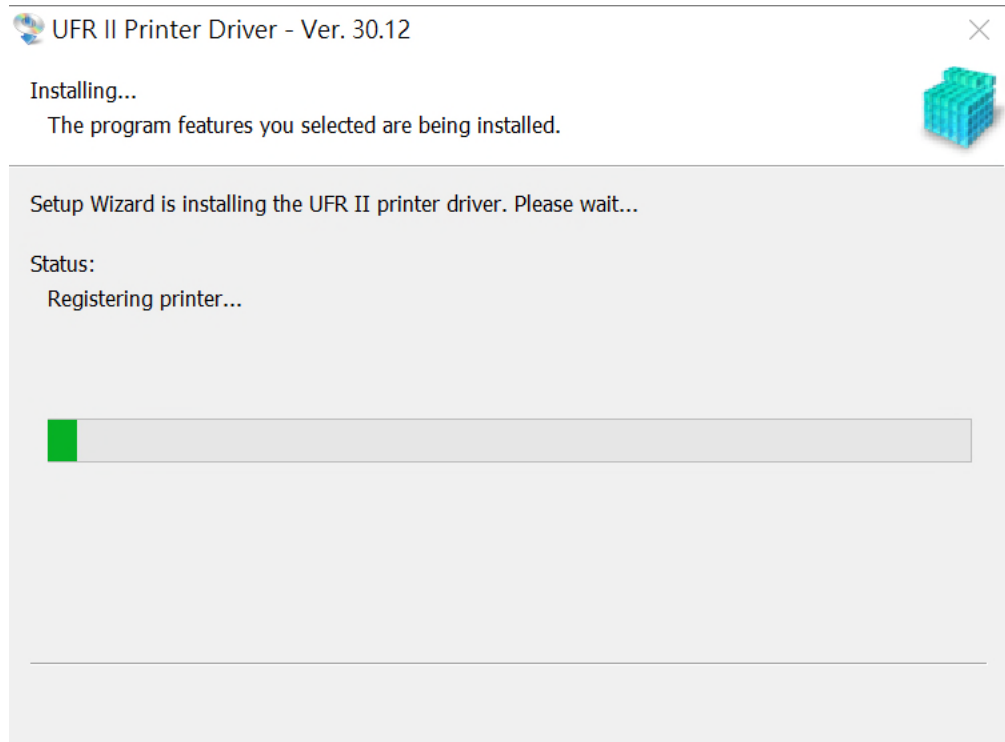 UFR II Printer Driver - Ver. 30.12
Installing...
The program features you selected are being installed.
Setup Wizard is installing the UFR II printer driver. Please wait...
Status:
Registering printer...